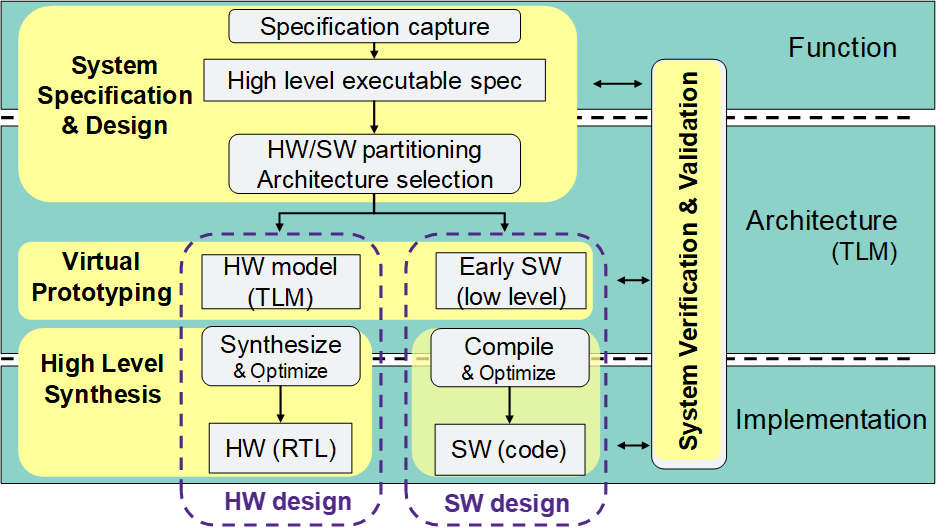 Specification capture
Function
System
Specification
& Design
High level executable spec
HW/SW partitioning
Architecture selection
System Verification & Validation
Architecture
(TLM)
Virtual
Prototyping
HW model
(TLM)
Early SW
(low level)
High Level
Synthesis
Synthesize
& Optimize
Compile
& Optimize
Implementation
HW (RTL)
SW (code)
HW design
SW design